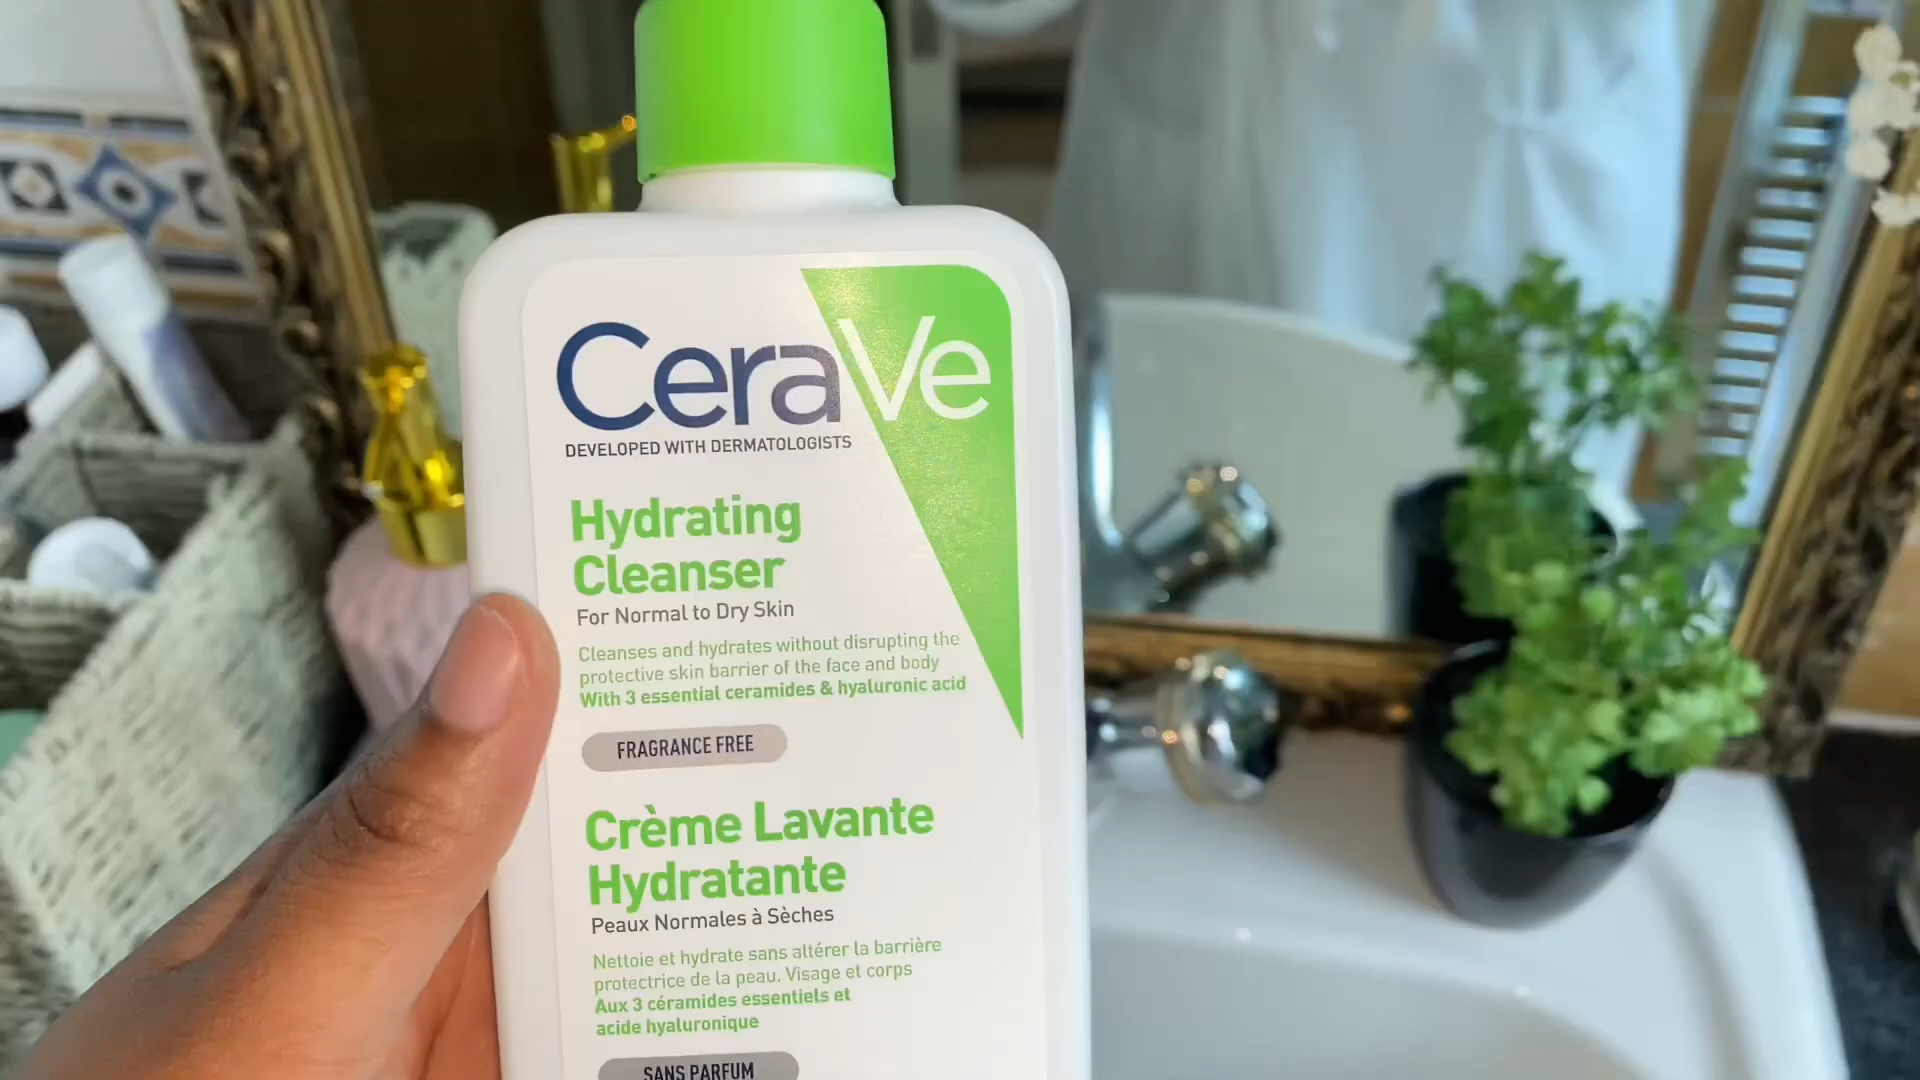 CeraVe
DEVELOPED WITH DERMATOLOGISTS
Hydrating
Cleanser
For Normal to Dry Skin
Cleanses and hydrates without disrupting the
protective skin barrier of the face and body
With 3 essential ceramides & hyaluronic acid
FRAGRANCE FREE
Crème Lavante
Hydratante
Peaux Normales à Sèches
Nettoie et hydrate sans altérer la barrière
protectrice de la peau. Visage et corps
Aux 3 céramides essentiels et
acide hyaluronique
SANS PARFUM